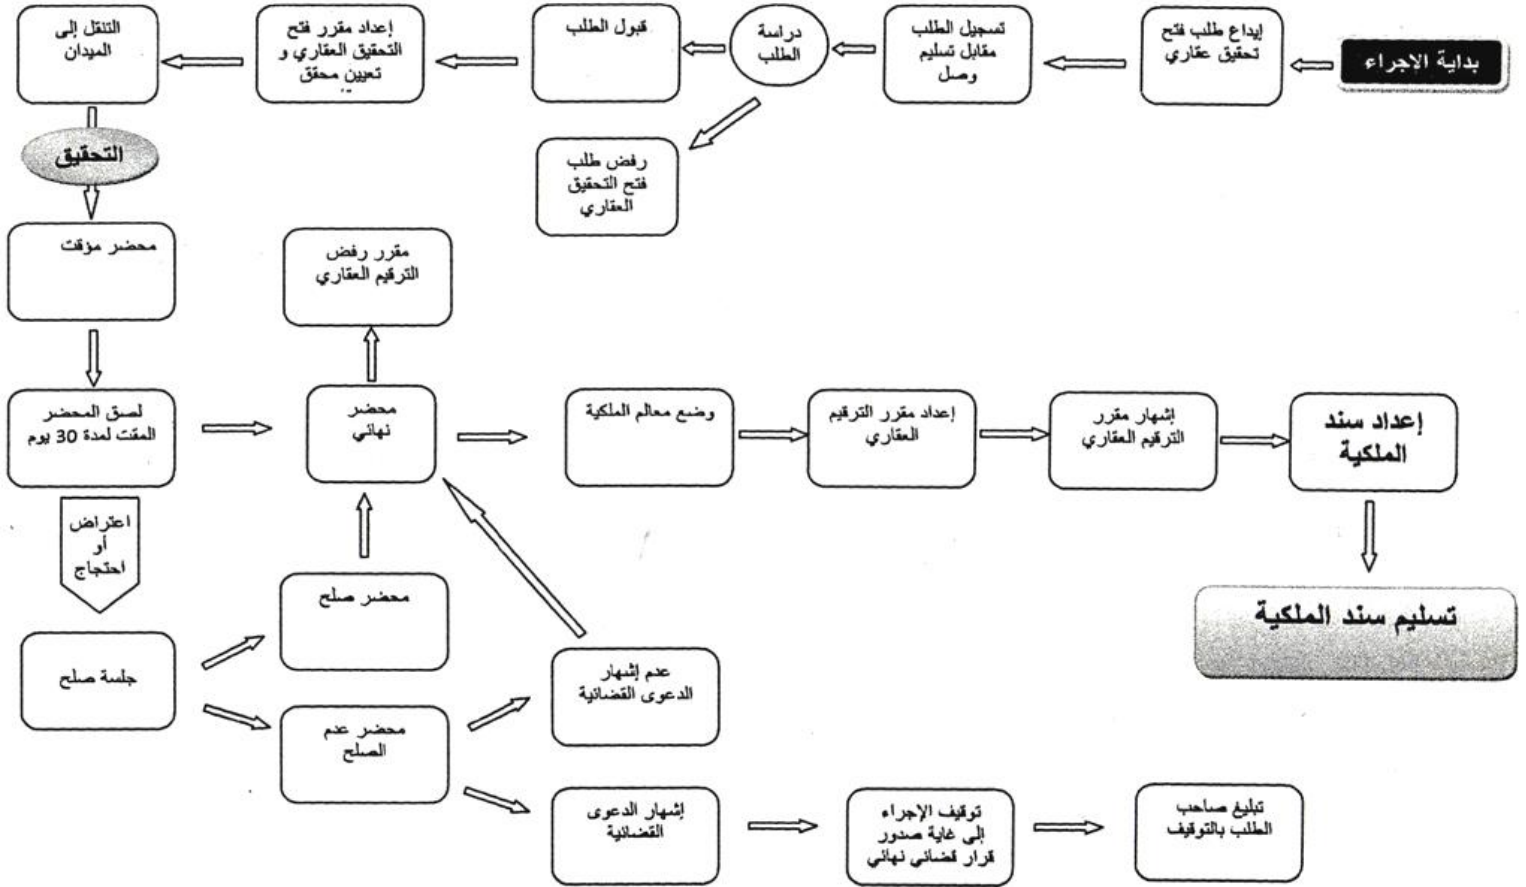 بداية الاجراء
إيداع طلب فتح
تحقيق عقاري
تسجيل الطلب
مقابل تسليم
وصل
دراسة
الطلب
قبول الطلب
إعداد مقرر فتح
التحقيق العقاري و
تعيين محقق
التنقل إلى
الميدان
رفض طلب
فتح التحقيق
العقاري
التحقيق
محضر مؤقت
مقرر رفض
الترقيم العقاري
لصق المحضر
المقت لمدة 30 يوم
محضر
نهائي
وضع معالم الملكية
إعداد مقرر الترقيم
العقاري
إشهار مقرر
الترقيم العقاري
إعداد سند
الملكية
تسليم سند الملكية
اعتراض
أو
احتجاج
جلسة صلح
محضر صلح
محضر عدم
الصلح
عدم إشهار
الدعوى القضائية
إشهار الدعوى
القضائية
توقيف الإجراء
إلى غاية صدور
قرار قضائي نهائي
تبليغ صاحب
الطلب بالتوقيف